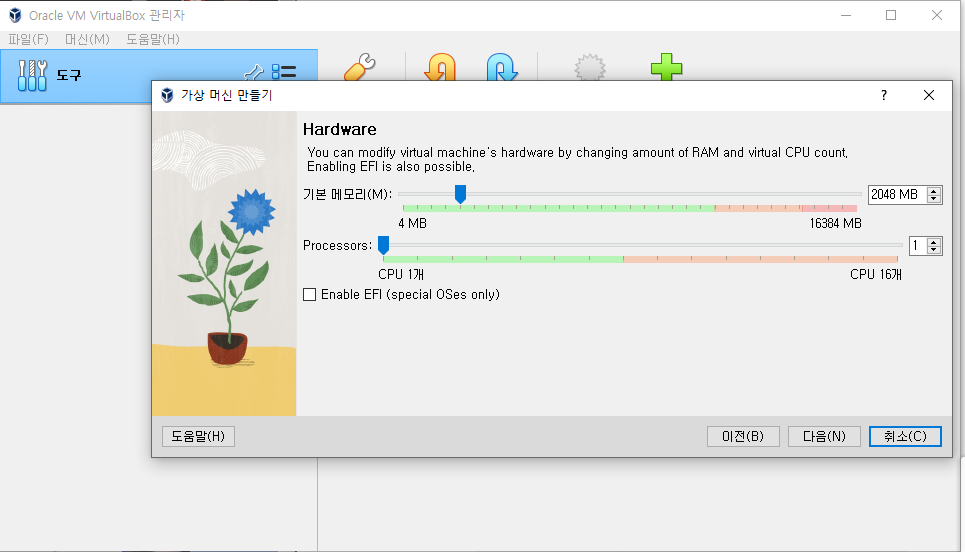 Oracle VM VirtualBox 관리자
파일(F) 머신(M) 도움말(H)
도구
가상 머신 만들기
?
Hardware
You can modify virtual machine's hardware by changing amount of RAM and virtual CPU count.
Enabling EFI is also possible.
기본 메모리(M): 2048 MB
4 MB 16384 MB
Processors: 1
CPU 1개 CPU 16개
Enable EFI (special OSes only)
도움말(H) 이전(B) 다음(N) 취소(C)